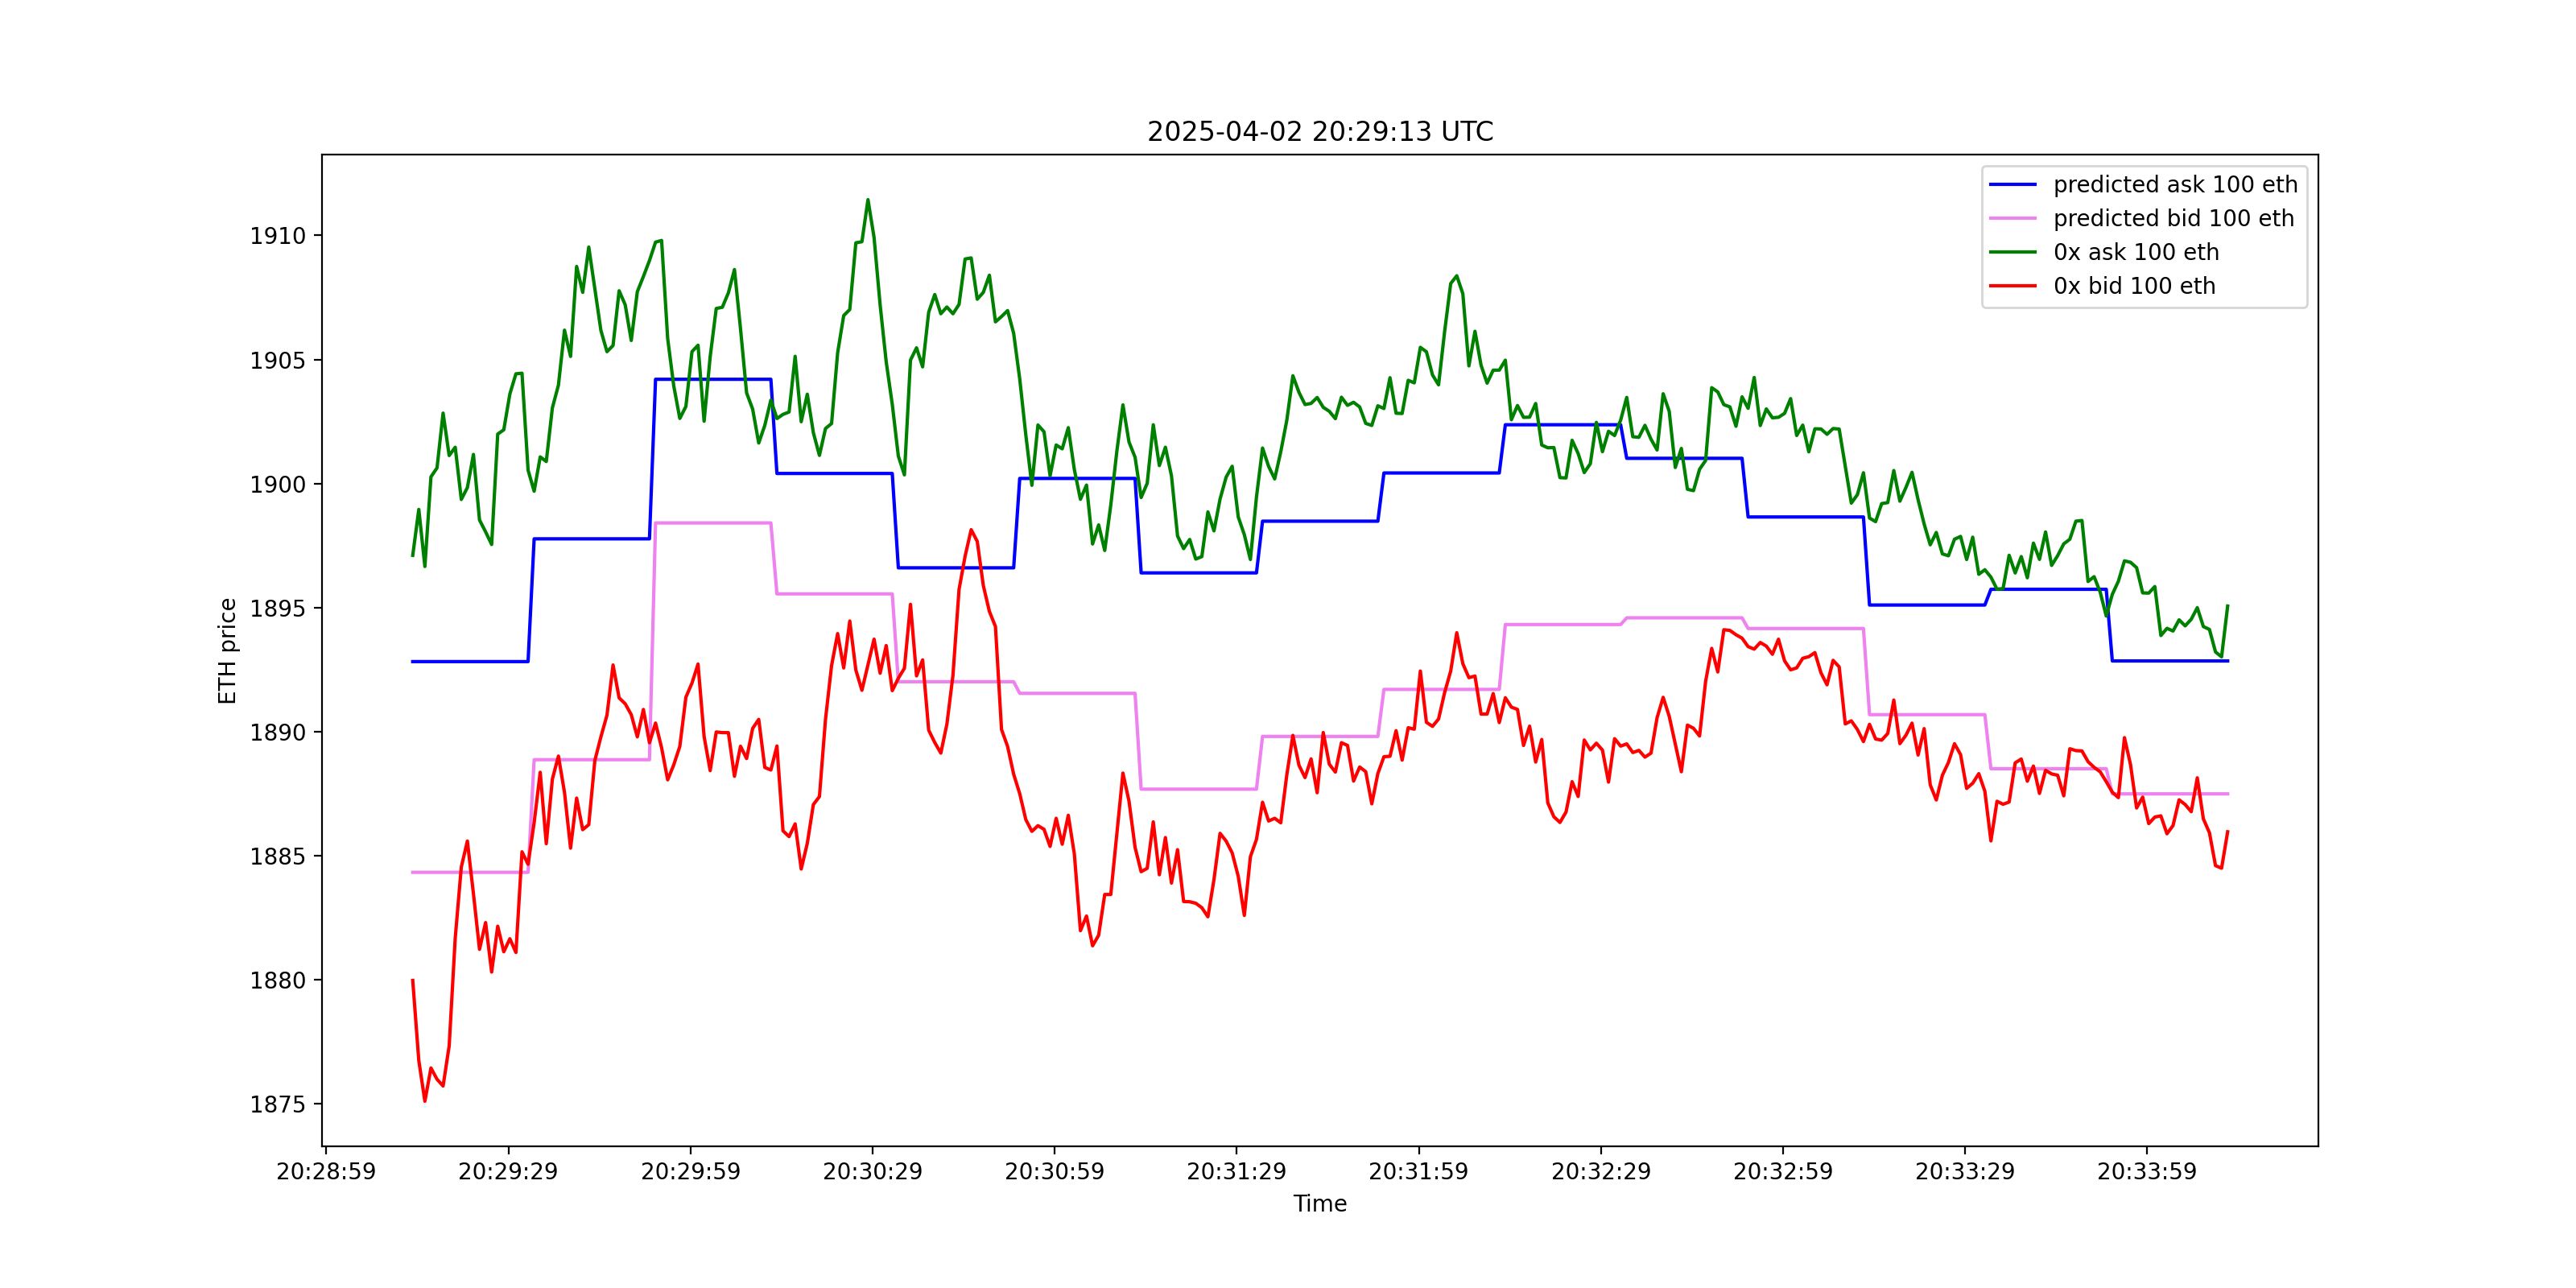 2025-04-02 20:29:13 UTC
predicted ask 100 eth
predicted bid 100 eth
0x ask 100 eth
0x bid 100 eth
ETH price
1910
1905
1900
1895
1890
1885
1880
1875
20:28:59 20:29:29 20:29:59 20:30:29 20:30:59 20:31:29 20:31:59 20:32:29 20:32:59 20:33:29 20:33:59
Time